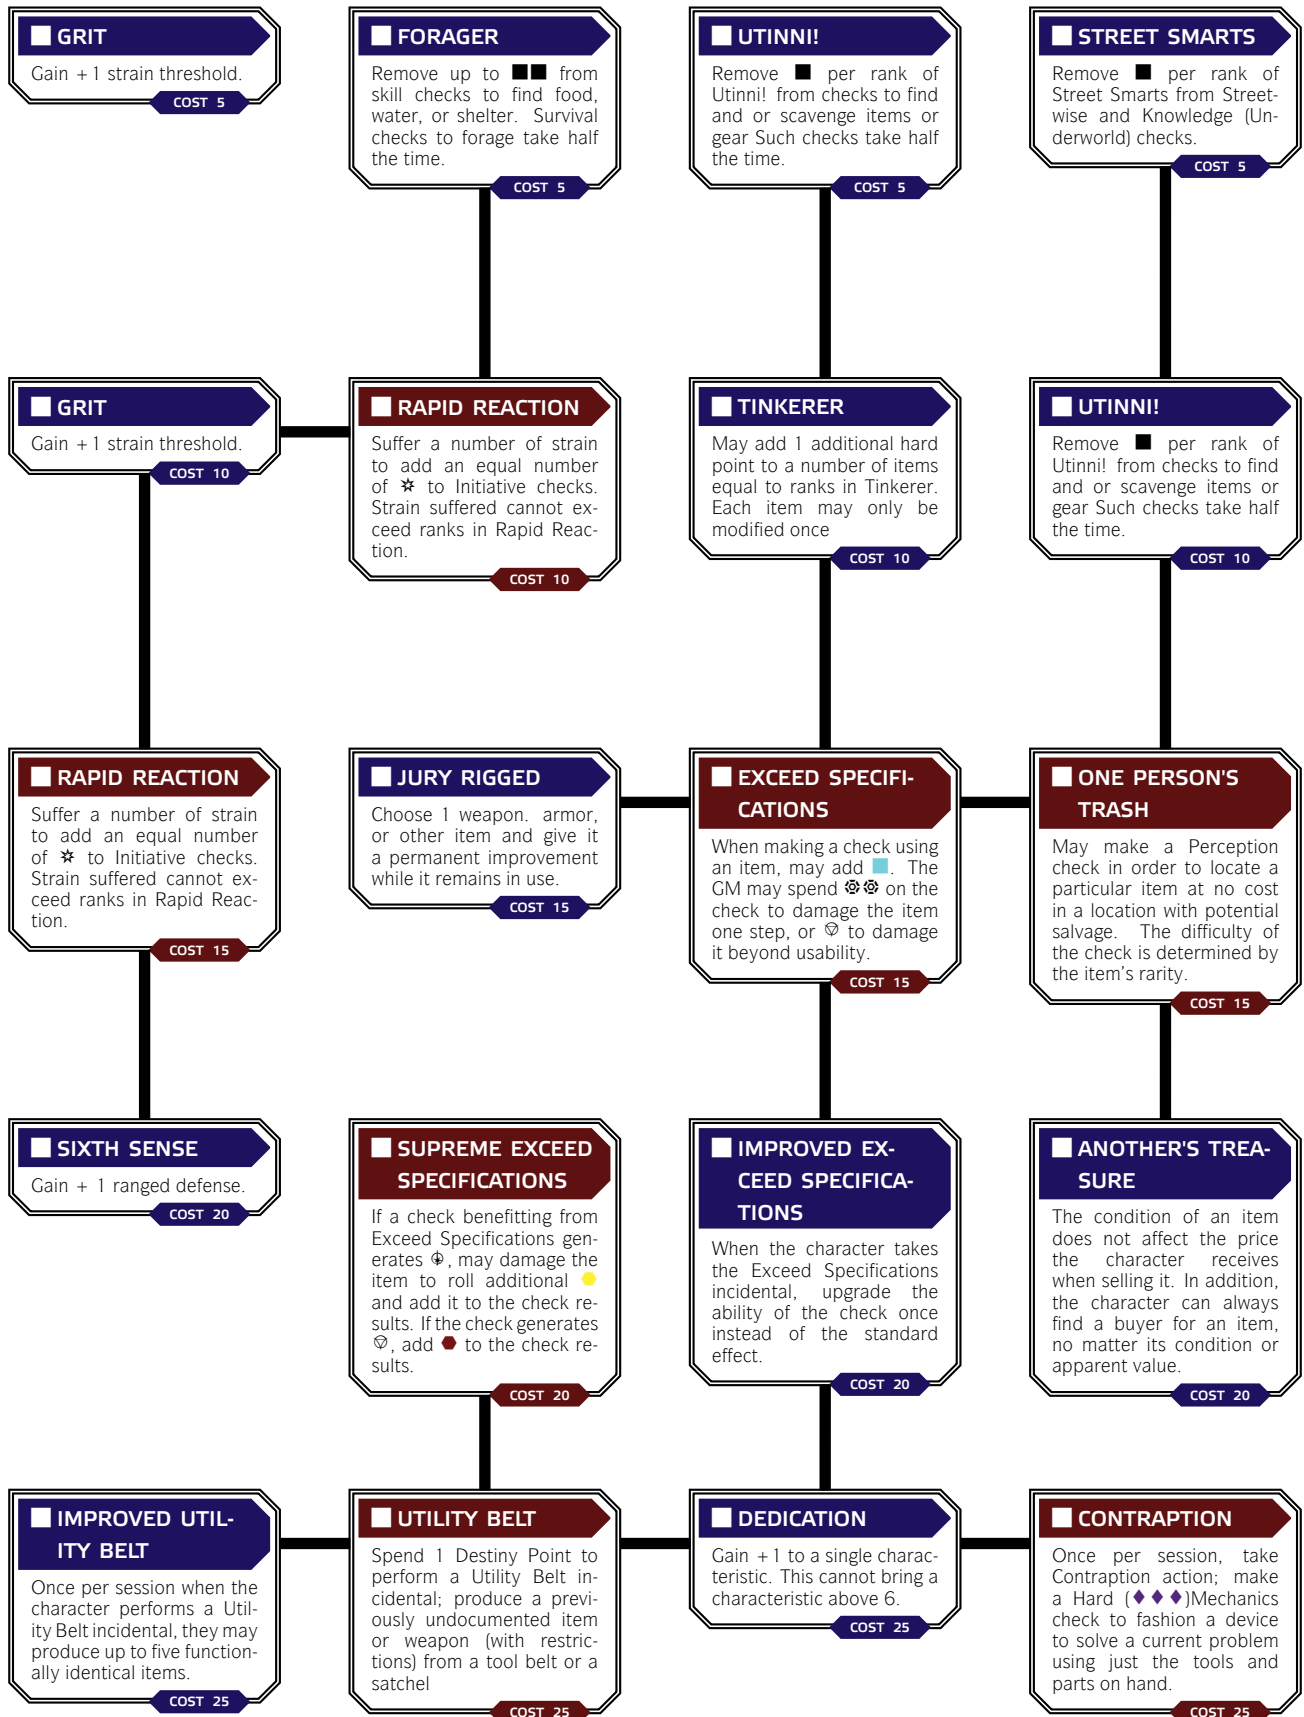 GRIT
Gain +1 strain threshold.
COST 5
FORAGER
Remove up to ■■ from
skill checks to find food,
water, or shelter. Survival
checks to forage take half
the time.
COST 5
UTINNI!
Remove ■ per rank of
Utinni! from checks to find
and or scavenge items or
gear Such checks take half
the time.
COST 5
STREET SMARTS
Remove ■ per rank of
Street Smarts from Street-
wise and Knowledge (Un-
derworld) checks.
COST 5
GRIT
Gain +1 strain threshold.
COST 10
RAPID REACTION
Suffer a number of strain
to add an equal number
of to Initiative checks.
Strain suffered cannot ex-
ceed ranks in Rapid Reac-
tion.
COST 10
TINKERER
May add 1 additional hard
point to a number of items
equal to ranks in Tinkerer.
Each item may only be
modified once
COST 10
UTINNI!
Remove ■ per rank of
Utinni! from checks to find
and or scavenge items or
gear Such checks take half
the time.
COST 10
RAPID REACTION
Suffer a number of strain
to add an equal number
of to Initiative checks.
Strain suffered cannot ex-
ceed ranks in Rapid Reac-
tion.
COST 15
JURY RIGGED
Choose 1 weapon. armor,
or other item and give it
a permanent improvement
while it remains in use.
COST 15
EXCEED SPECIFI-
CATIONS
When making a check using
an item, may add ■. The
GM may spend on the
check to damage the item
one step, or to damage
it beyond usability.
COST 15
ONE PERSON'S
TRASH
May make a Perception
check in order to locate a
particular item at no cost
in a location with potential
salvage. The difficulty of
the check is determined by
the item's rarity.
COST 15
SIXTH SENSE
Gain +1 ranged defense.
COST 20
SUPREME EXCEED
SPECIFICATIONS
If a check benefitting from
Exceed Specifications gen-
erates , may damage the
item to roll additional
and add it to the check re-
sults. If the check generates
, add to the check re-
sults.
COST 20
IMPROVED EX-
CEED SPECIFICA-
TIONS
When the character takes
the Exceed Specifications
incidental, upgrade the
ability of the check once
instead of the standard
effect.
COST 20
ANOTHER'S TREA-
SURE
The condition of an item
does not affect the price
the character receives
when selling it. In addition,
the character can always
find a buyer for an item,
no matter its condition or
apparent value.
COST 20
IMPROVED UTIL-
ITY BELT
Once per session when the
character performs a Util-
ity Belt incidental, they may
produce up to five function-
ally identical items.
COST 25
UTILITY BELT
Spend 1 Destiny Point to
perform a Utility Belt in-
cidental; produce a previ-
ously undocumented item
or weapon (with restric-
tions) from a tool belt or a
satchel
COST 25
DEDICATION
Gain +1 to a single charac-
teristic. This cannot bring a
characteristic above 6.
COST 25
CONTRAPTION
Once per session, take
Contraption action; make
a Hard (♦♦♦)Mechanics
check to fashion a device
to solve a current problem
using just the tools and
parts on hand.
COST 25